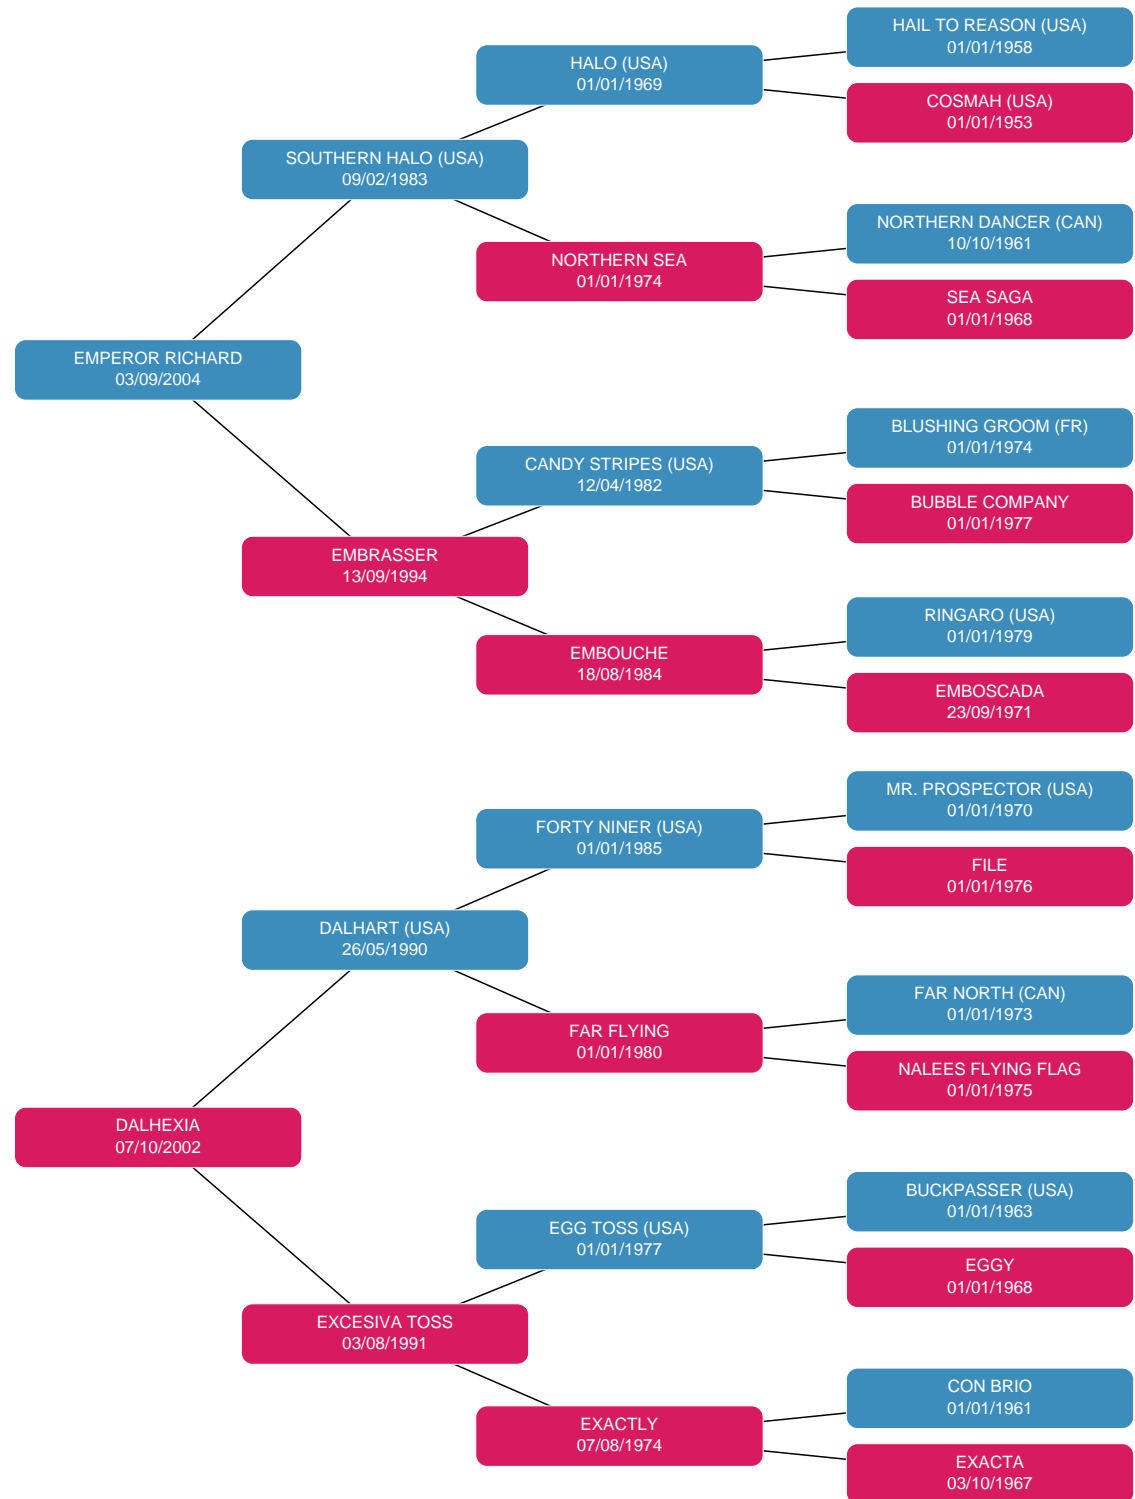 HAIL TO REASON (USA)
01/01/1958
HALO (USA)
01/01/1969
COSMAH (USA)
01/01/1953
SOUTHERN HALO (USA)
09/02/1983
NORTHERN DANCER (CAN)
10/10/1961
NORTHERN SEA
01/01/1974
SEA SAGA
01/01/1968
EMPEROR RICHARD
03/09/2004
BLUSHING GROOM (FR)
01/01/1974
CANDY STRIPES (USA)
12/04/1982
BUBBLE COMPANY
01/01/1977
EMBRASSER
13/09/1994
RINGARO (USA)
01/01/1979
EMBOUCHE
18/08/1984
EMBOSCADA
23/09/1971
MR. PROSPECTOR (USA)
01/01/1970
FORTY NINER (USA)
01/01/1985
FILE
01/01/1976
DALHART (USA)
26/05/1990
FAR NORTH (CAN)
01/01/1973
FAR FLYING
01/01/1980
NALEES FLYING FLAG
01/01/1975
DALHEXIA
07/10/2002
BUCKPASSER (USA)
01/01/1963
EGG TOSS (USA)
01/01/1977
EGGY
01/01/1968
EXCESIVA TOSS
03/08/1991
CON BRIO
01/01/1961
EXACTLY
07/08/1974
EXACTA
03/10/1967